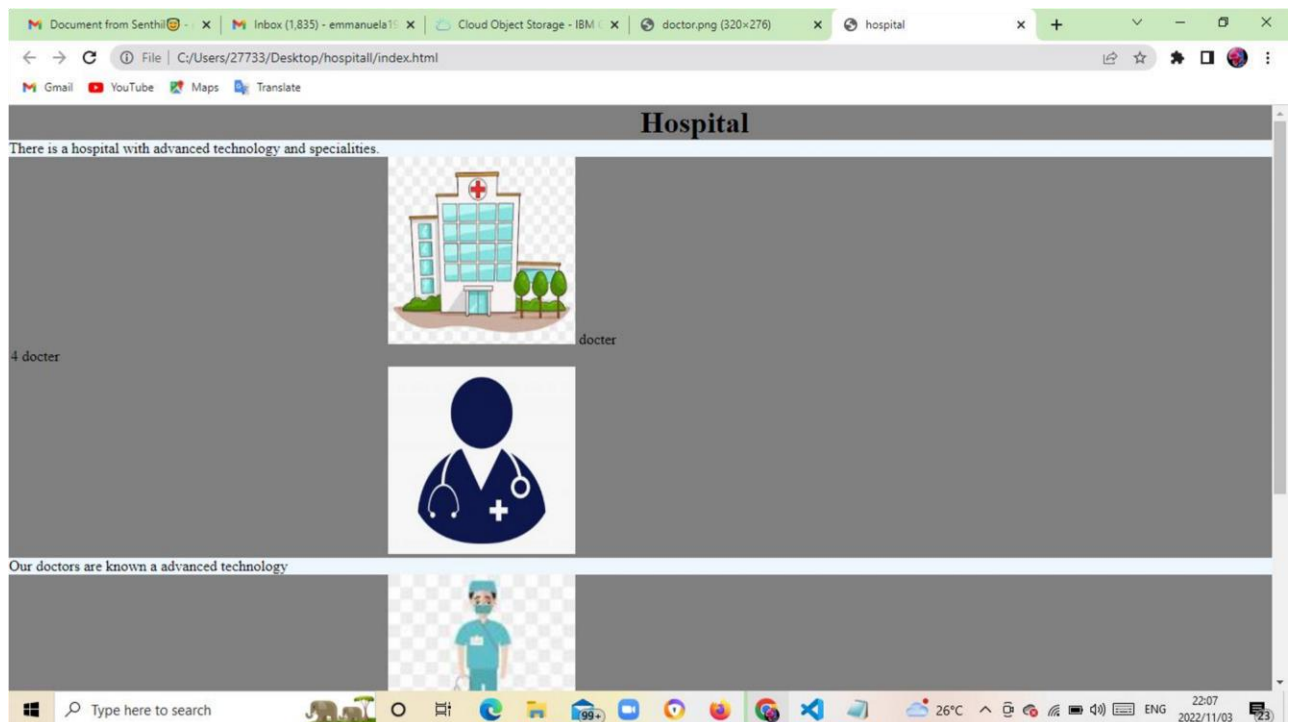 Document from Senthil😊 -
Inbox (1,835) - emmanuela19
Cloud Object Storage - IBM C
doctor.png (320×276)
hospital
File | C:/Users/27733/Desktop/hospitall/index.html
Gmail YouTube Maps Translate
Hospital
There is a hospital with advanced technology and specialities.
docter
4 docter
Our doctors are known a advanced technology
Type here to search
99+
26°C
ENG
22:07
2022/11/03
23